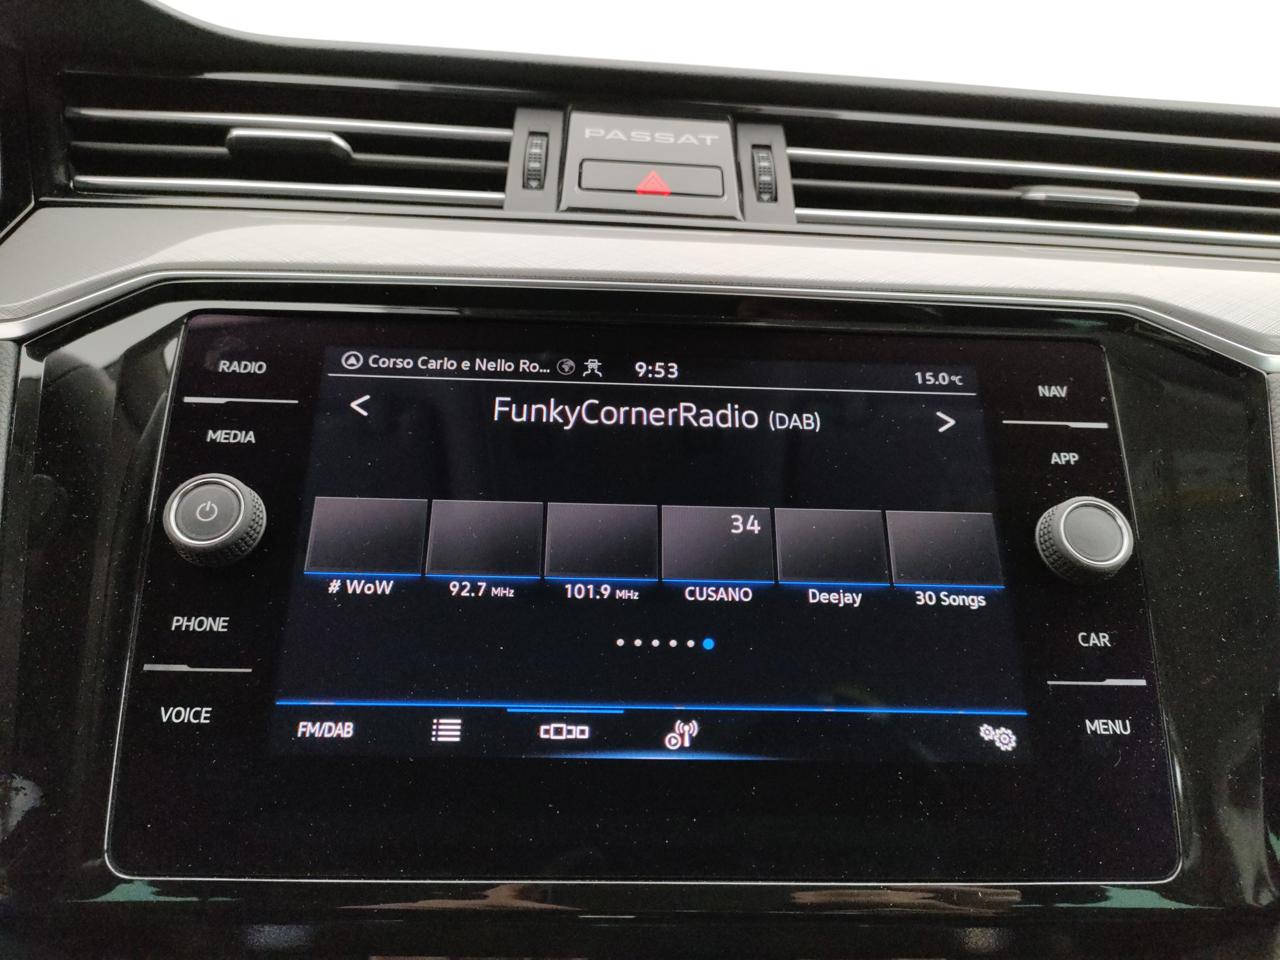 PASSAT
RADIO
MEDIA
PHONE
VOICE
Corso Carlo e Nello Ro... 9:53 15.0°C
< FunkyCornerRadio (DAB) >
34
# WoW 92.7 MHz 101.9 MHz CUSANO Deejay 30 Songs
FM/DAB
NAV
APP
CAR
MENU